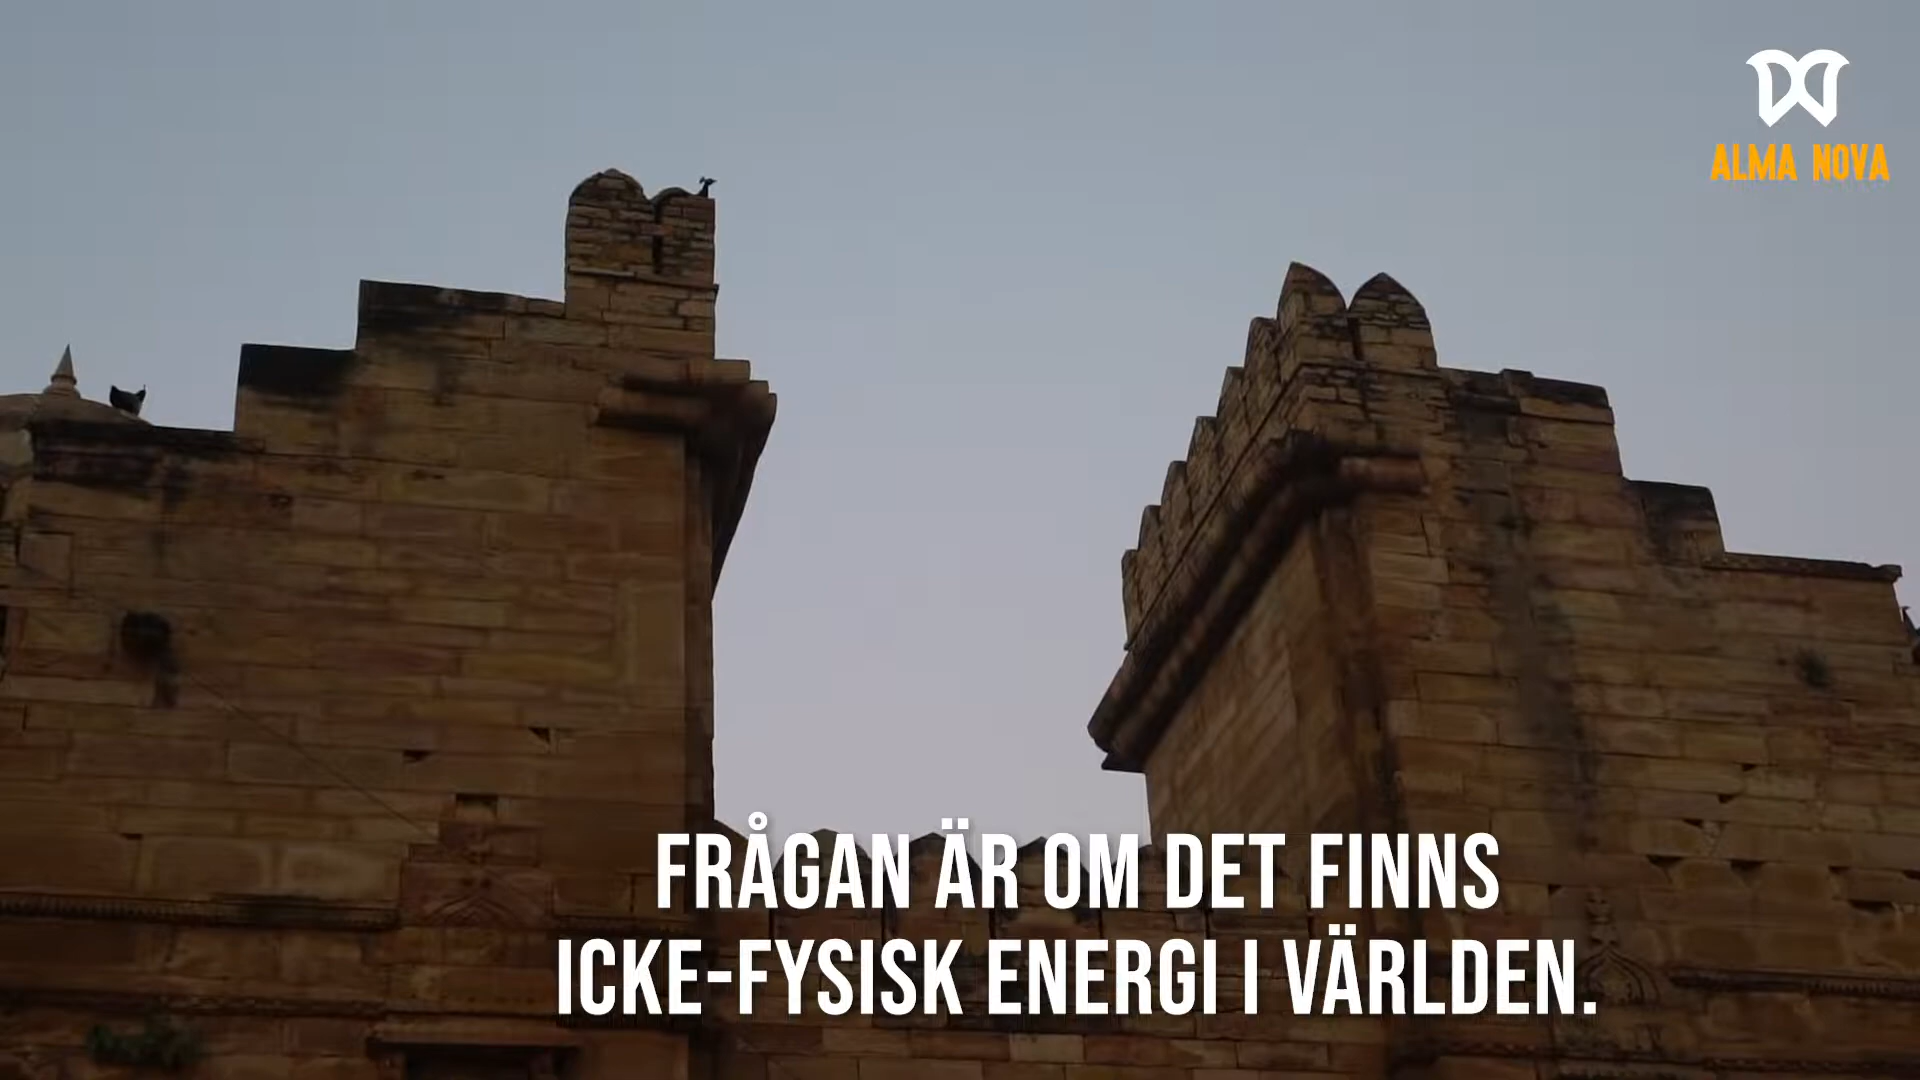 ALMA NOVA
FRÅGAN ÄR OM DET FINNS
ICKE-FYSISK ENERGI I VÄRLDEN.